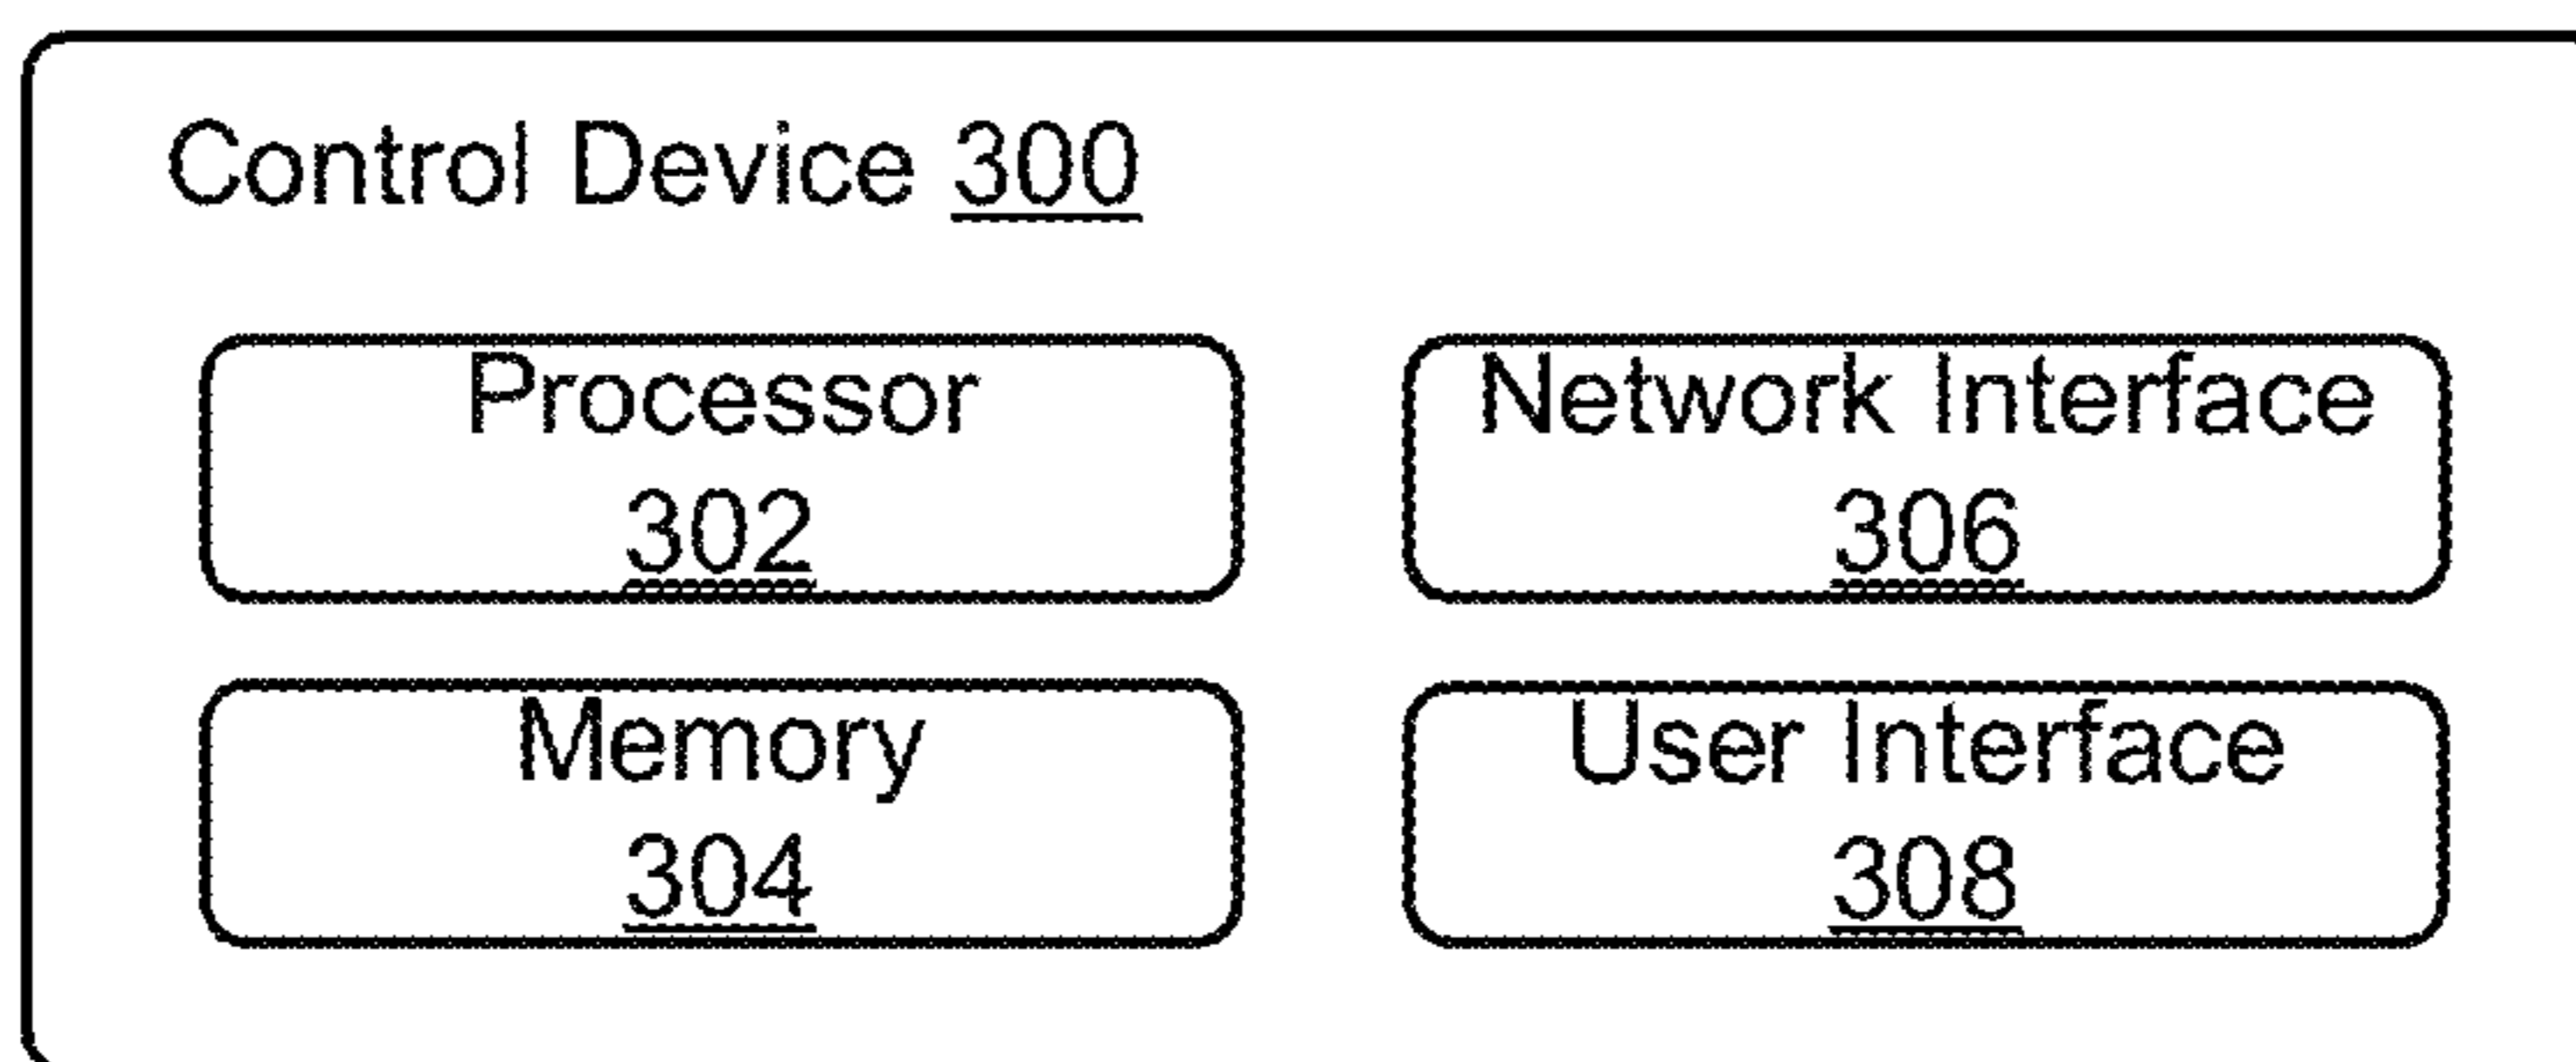 Control Device 300
Processor
302
Network Interface
306
Memory
304
User Interface
308